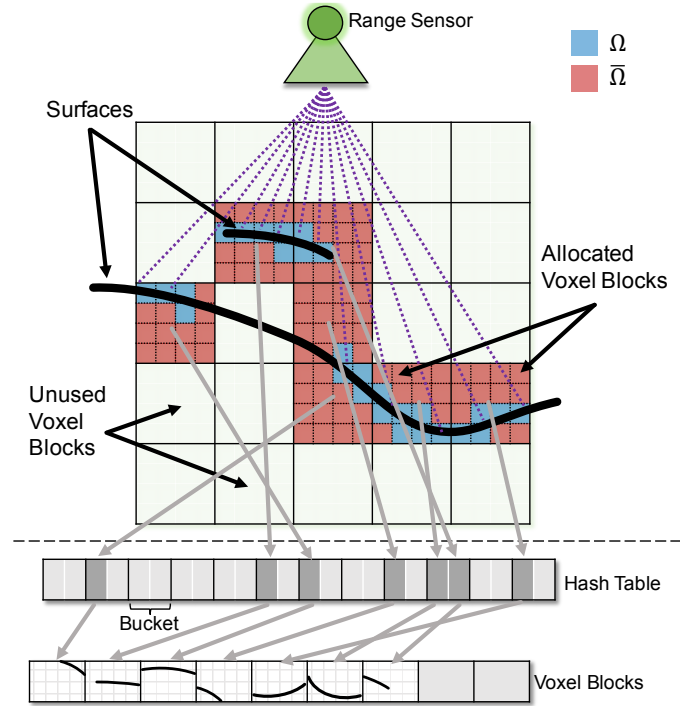 Range Sensor
Ω
Ω̅
Surfaces
Allocated
Voxel Blocks
Unused
Voxel
Blocks
Hash Table
Bucket
Voxel Blocks